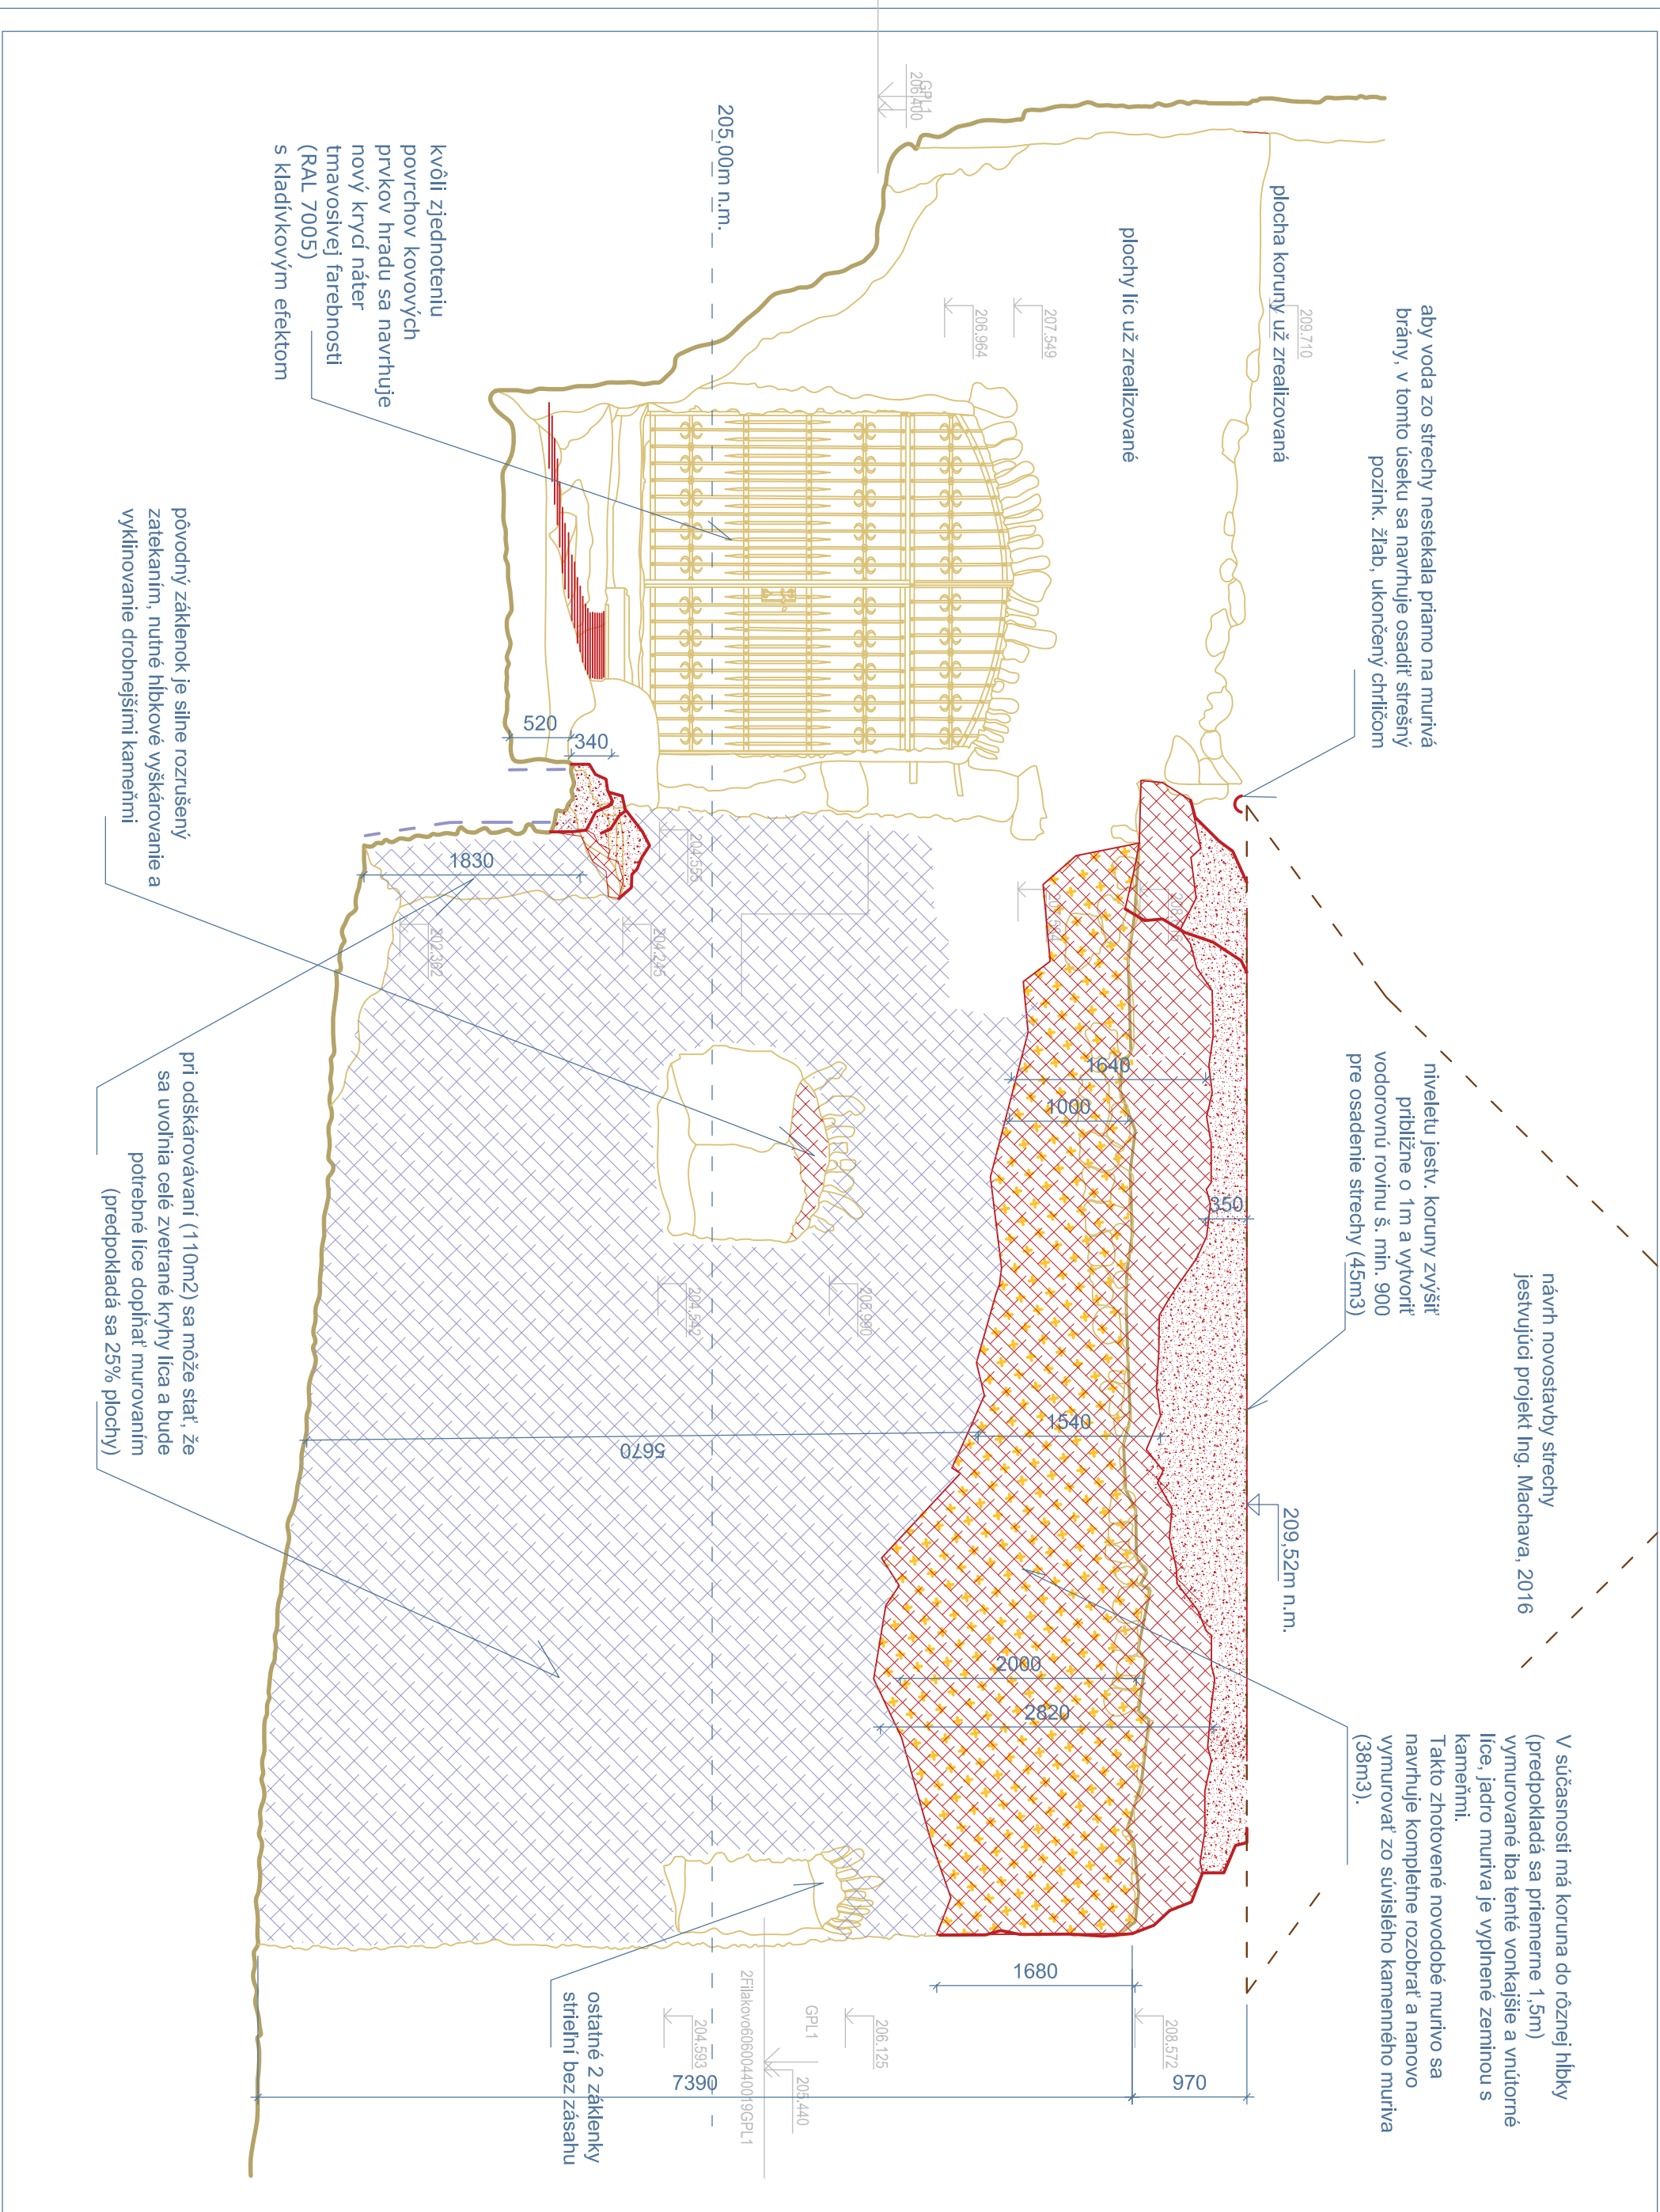 aby voda zo strechy nestekala priamo na murivá
brány, v tomto úseku sa navrhuje osadiť strešný
pozink. žľab, ukončený chrličom
plocha koruny už zrealizovaná
plochy líc už zrealizované
209.710
207.549
206.964
GPL1
206.400
205,00m n.m.
kvôli zjednoteniu
povrchov kovových
prvkov hradu sa navrhuje
nový krycí náter
tmavosivej farebnosti
(RAL 7005)
s kladívkovým efektom
návrh novostavby strechy
jestvujúci projekt Ing. Machava, 2016
niveletu jestv. koruny zvýšiť
približne o 1m a vytvoriť
vodorovnú rovinu š. min. 900
pre osadenie strechy (45m3)
209,52m n.m.
V súčasnosti má koruna do rôznej hĺbky
(predpokladá sa priemerne 1,5m)
vymurované iba tenté vonkajšie a vnútorné
líce, jadro muriva je vyplnené zeminou s
kameňmi.
Takto zhotovené novodobé murivo sa
navrhuje kompletne rozobrať a nanovo
vymurovať zo súvislého kamenného muriva
(38m3).
350
1640
1000
1540
2000
2820
1680
970
7390
5670
520
340
1830
204.555
204.245
202.362
204.542
208.572
206.125
GPL1
205.440
2Filakovo60600440019GPL1
204.593
pôvodný záklenok je silne rozrušený
zatekaním, nutné hĺbkové vyškárovanie a
vyklinovanie drobnejšími kameňmi
pri odškárovávaní (110m2) sa môže stať, že
sa uvoľnia celé zvetrané kryhy líca a bude
potrebné líce dopĺňať murovaním
(predpokladá sa 25% plochy)
ostatné 2 záklenky
strieľní bez zásahu